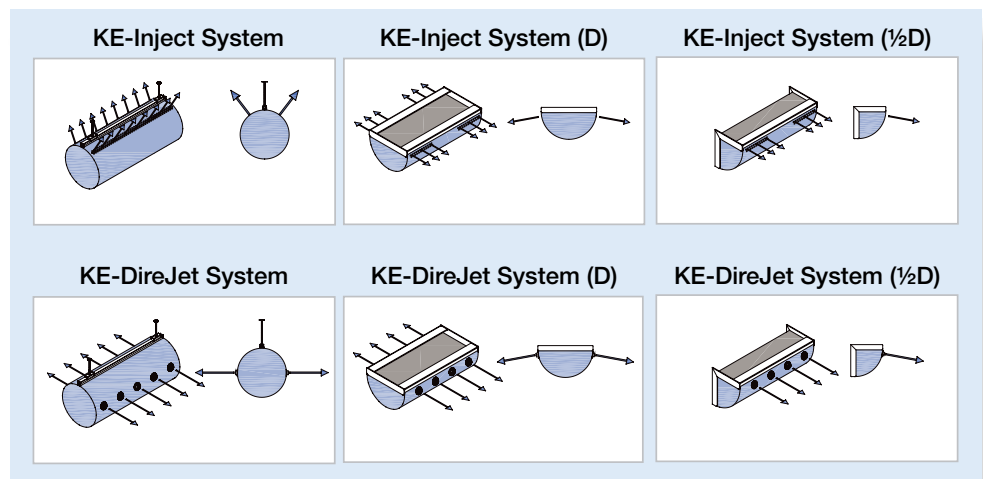 KE-Inject System
KE-Inject System (D)
KE-Inject System (½D)
KE-DireJet System
KE-DireJet System (D)
KE-DireJet System (½D)